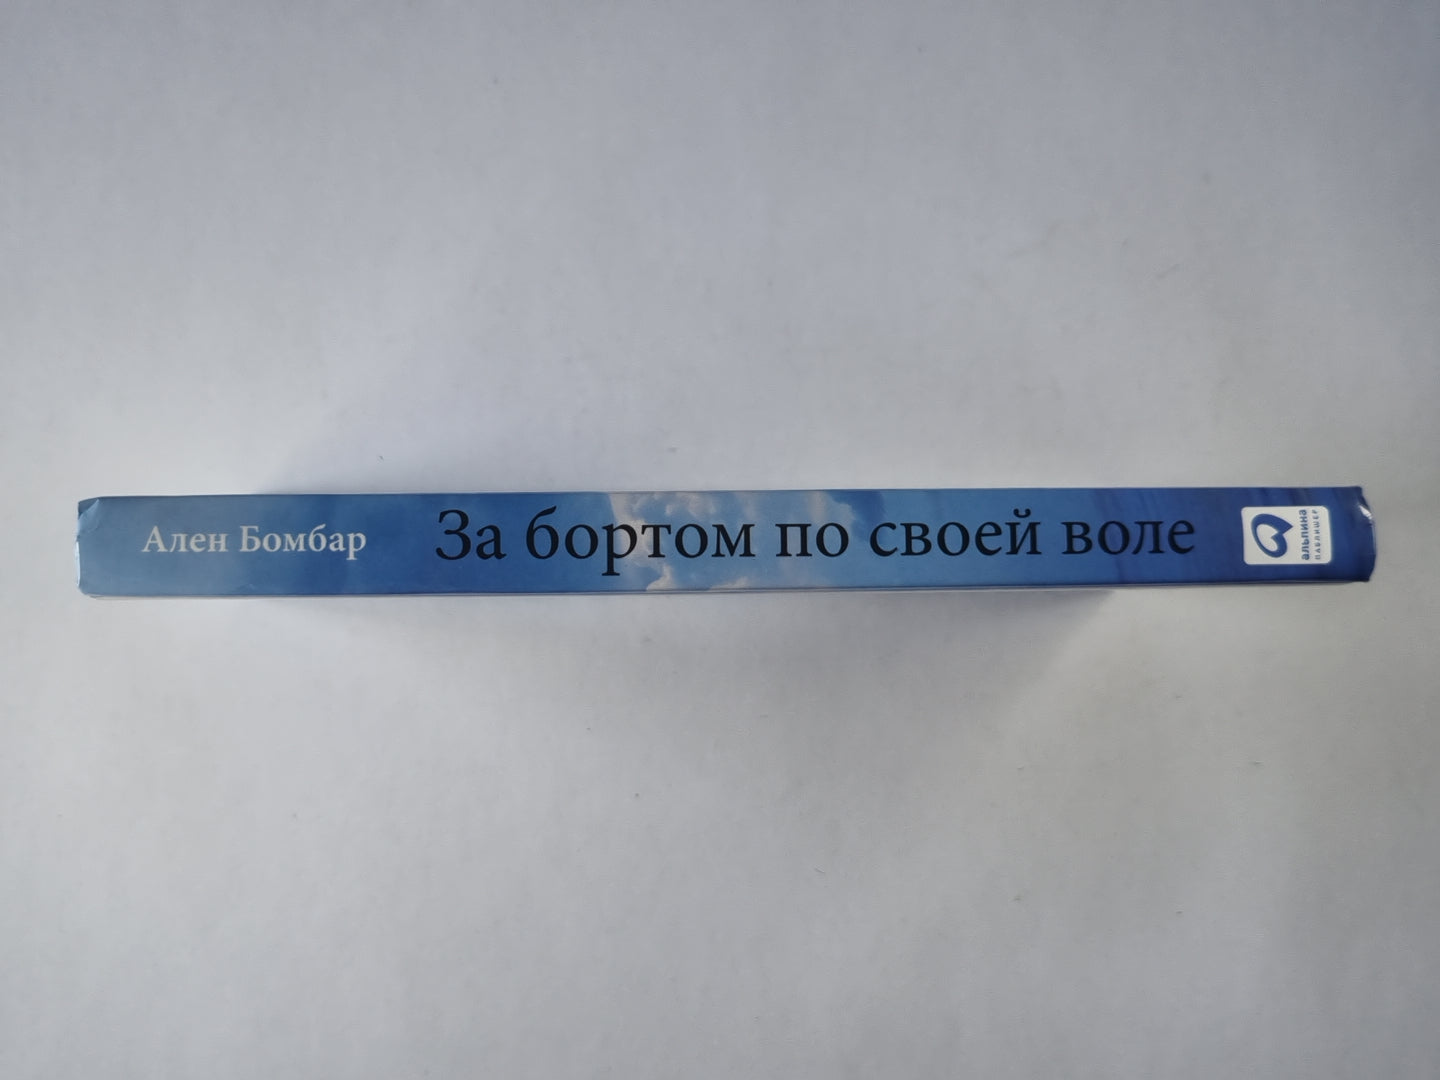 Ален Бомбар
За бортом по своей воле
альпина
ПАБЛИШЕР